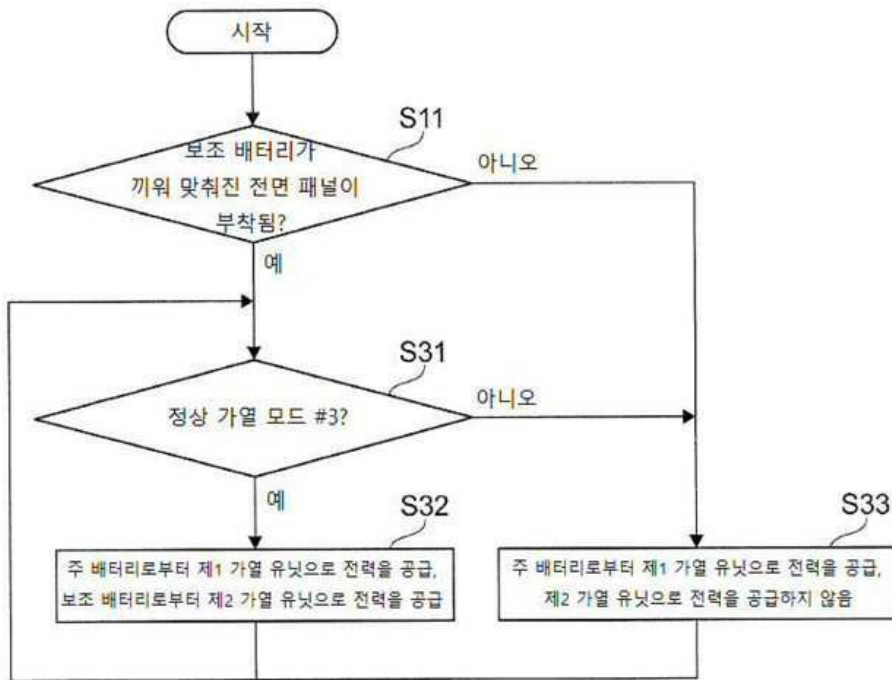 시작
S11
보조 배터리가
끼워 맞춰진 전면 패널이
부착됨?
아니오
예
S31
정상 가열 모드 #3?
아니오
예
S32
주 배터리로부터 제1 가열 유닛으로 전력을 공급,
보조 배터리로부터 제2 가열 유닛으로 전력을 공급
S33
주 배터리로부터 제1 가열 유닛으로 전력을 공급,
제2 가열 유닛으로 전력을 공급하지 않음